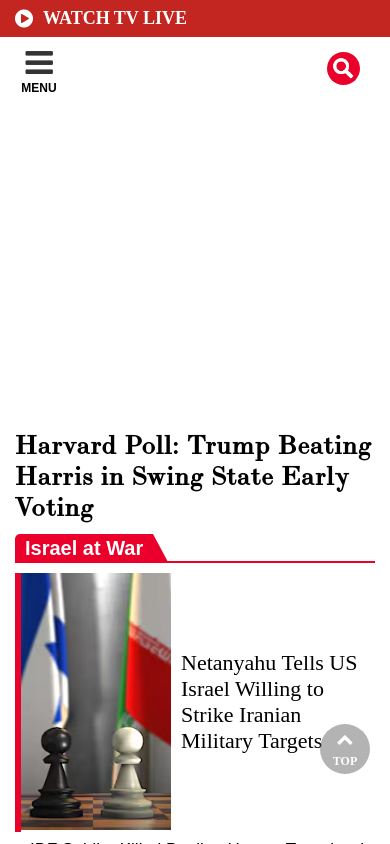 WATCH TV LIVE
MENU
Harvard Poll: Trump Beating
Harris in Swing State Early
Voting
Israel at War
Netanyahu Tells US
Israel Willing to
Strike Iranian
Military Targets
TOP